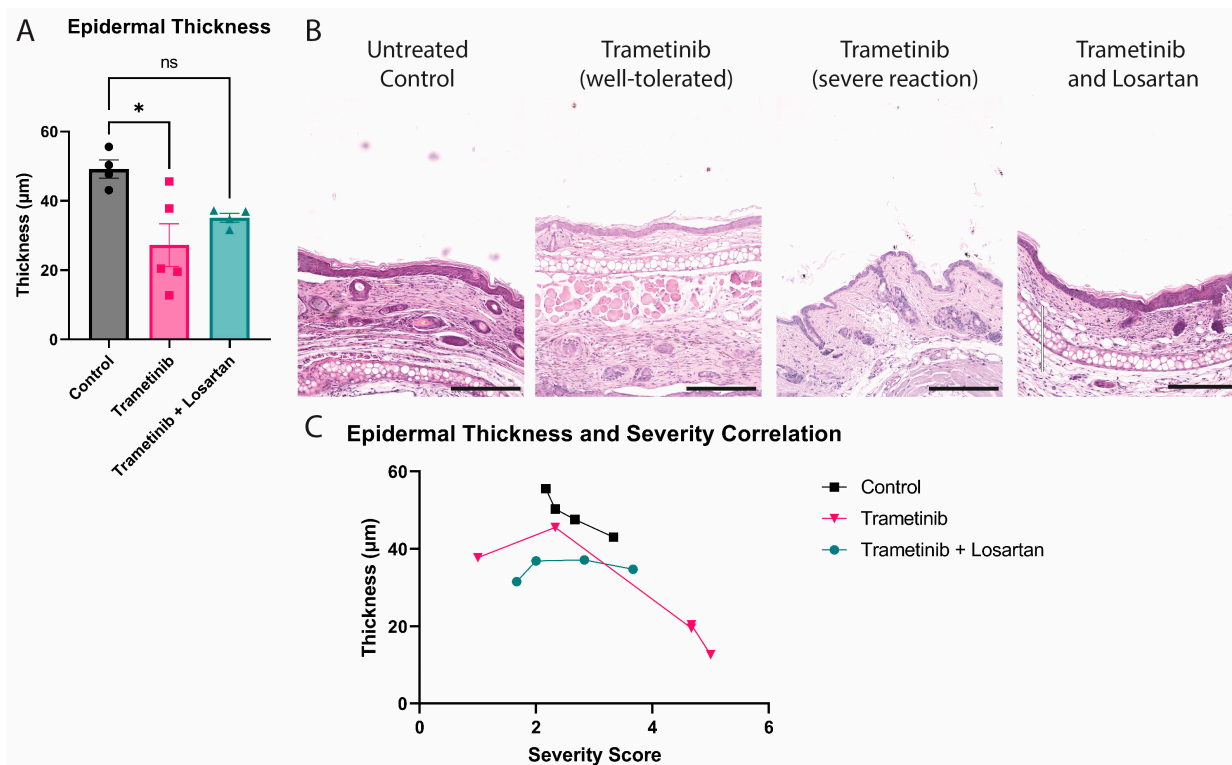 A
Epidermal Thickness
ns
*
Thickness (µm)
60
40
20
0
Control
Trametinib
Trametinib + Losartan
B
Untreated
Control
Trametinib
(well-tolerated)
Trametinib
(severe reaction)
Trametinib
and Losartan
C
Epidermal Thickness and Severity Correlation
Thickness (µm)
60
40
20
0
0
2
4
6
Severity Score
Control
Trametinib
Trametinib + Losartan